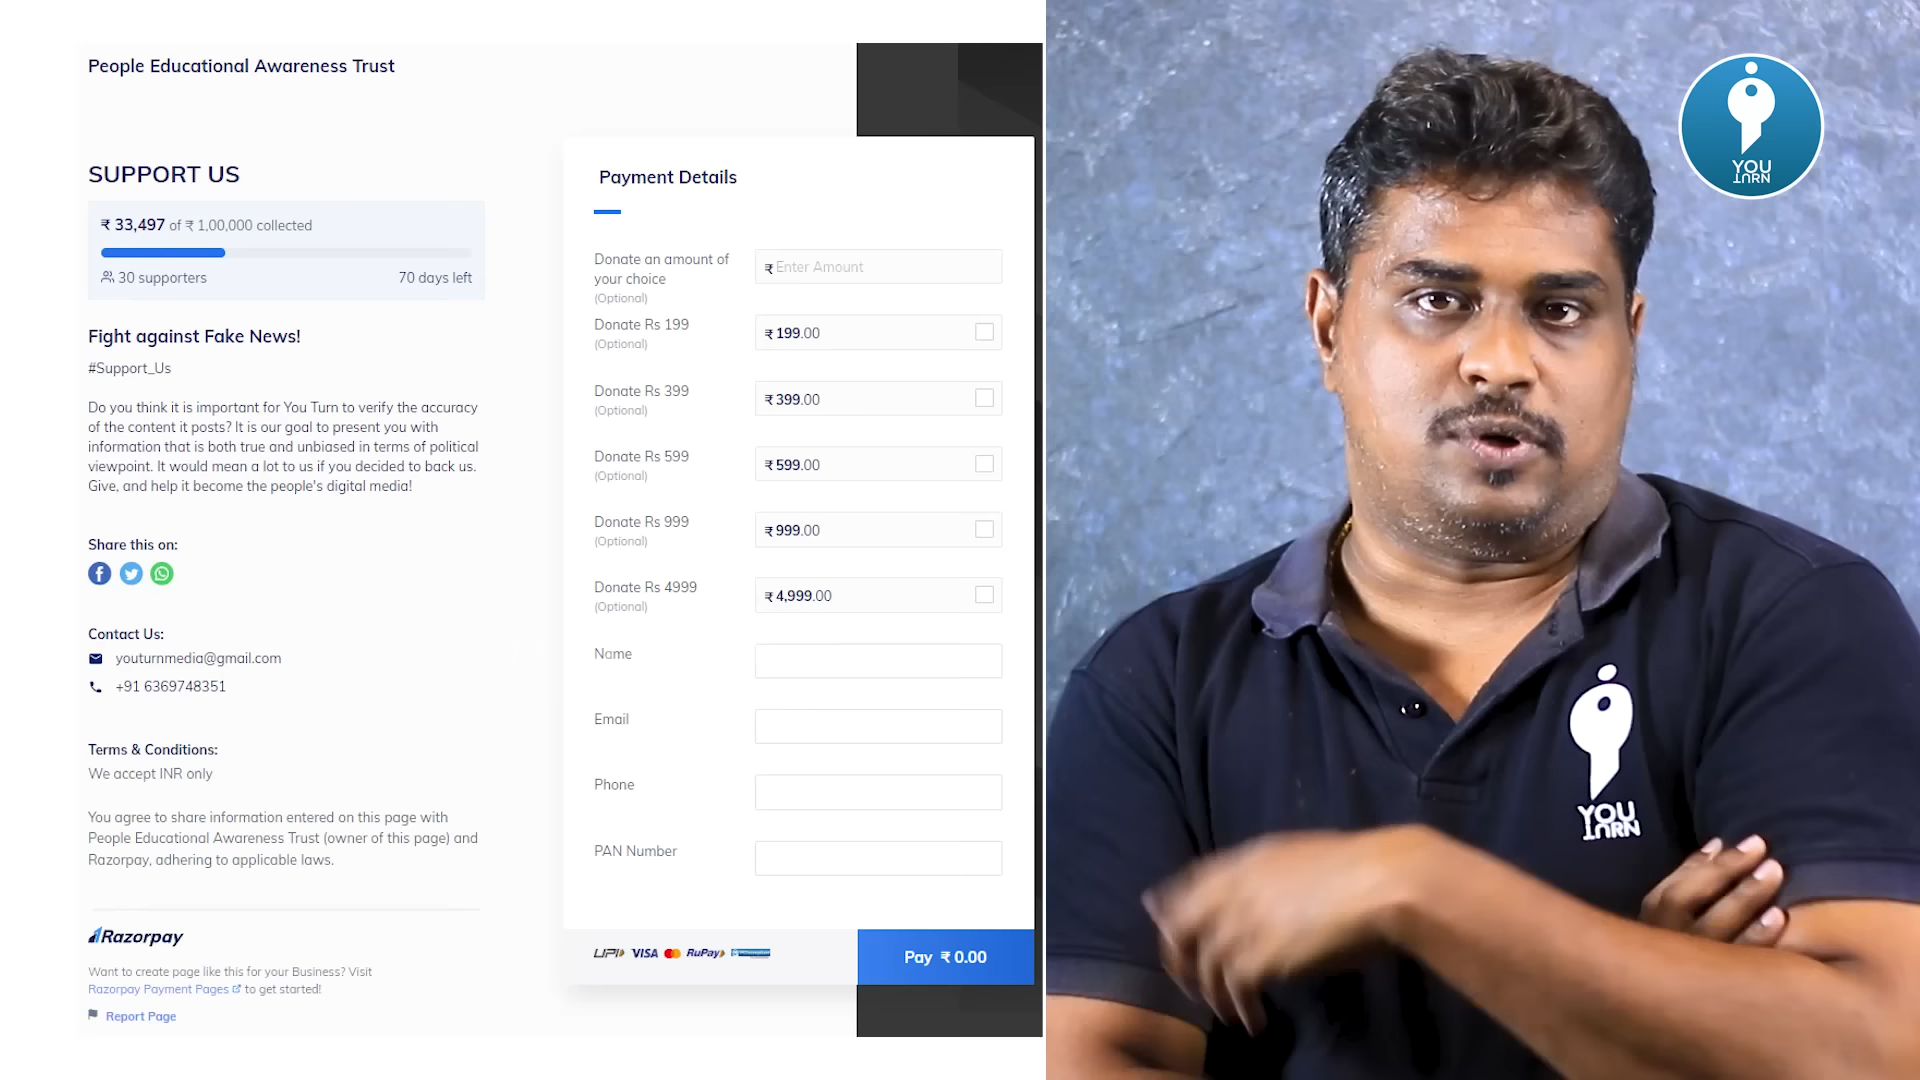 People Educational Awareness Trust
SUPPORT US
₹ 33,497 of ₹ 1,00,000 collected
30 supporters
70 days left
Fight against Fake News!
#Support_Us
Do you think it is important for You Turn to verify the accuracy
of the content it posts? It is our goal to present you with
information that is both true and unbiased in terms of political
viewpoint. It would mean a lot to us if you decided to back us.
Give, and help it become the people's digital media!
Share this on:
Contact Us:
youturnmedia@gmail.com
+91 6369748351
Terms & Conditions:
We accept INR only
You agree to share information entered on this page with
People Educational Awareness Trust (owner of this page) and
Razorpay, adhering to applicable laws.
Razorpay
Want to create page like this for your Business? Visit
Razorpay Payment Pages to get started!
Report Page
Payment Details
Donate an amount of
your choice
(Optional)
₹ Enter Amount
Donate Rs 199
(Optional)
₹ 199.00
Donate Rs 399
(Optional)
₹ 399.00
Donate Rs 599
(Optional)
₹ 599.00
Donate Rs 999
(Optional)
₹ 999.00
Donate Rs 4999
(Optional)
₹ 4,999.00
Name
Email
Phone
PAN Number
UPI VISA RuPay
Pay ₹ 0.00
YOU
TURN
YOU
TURN